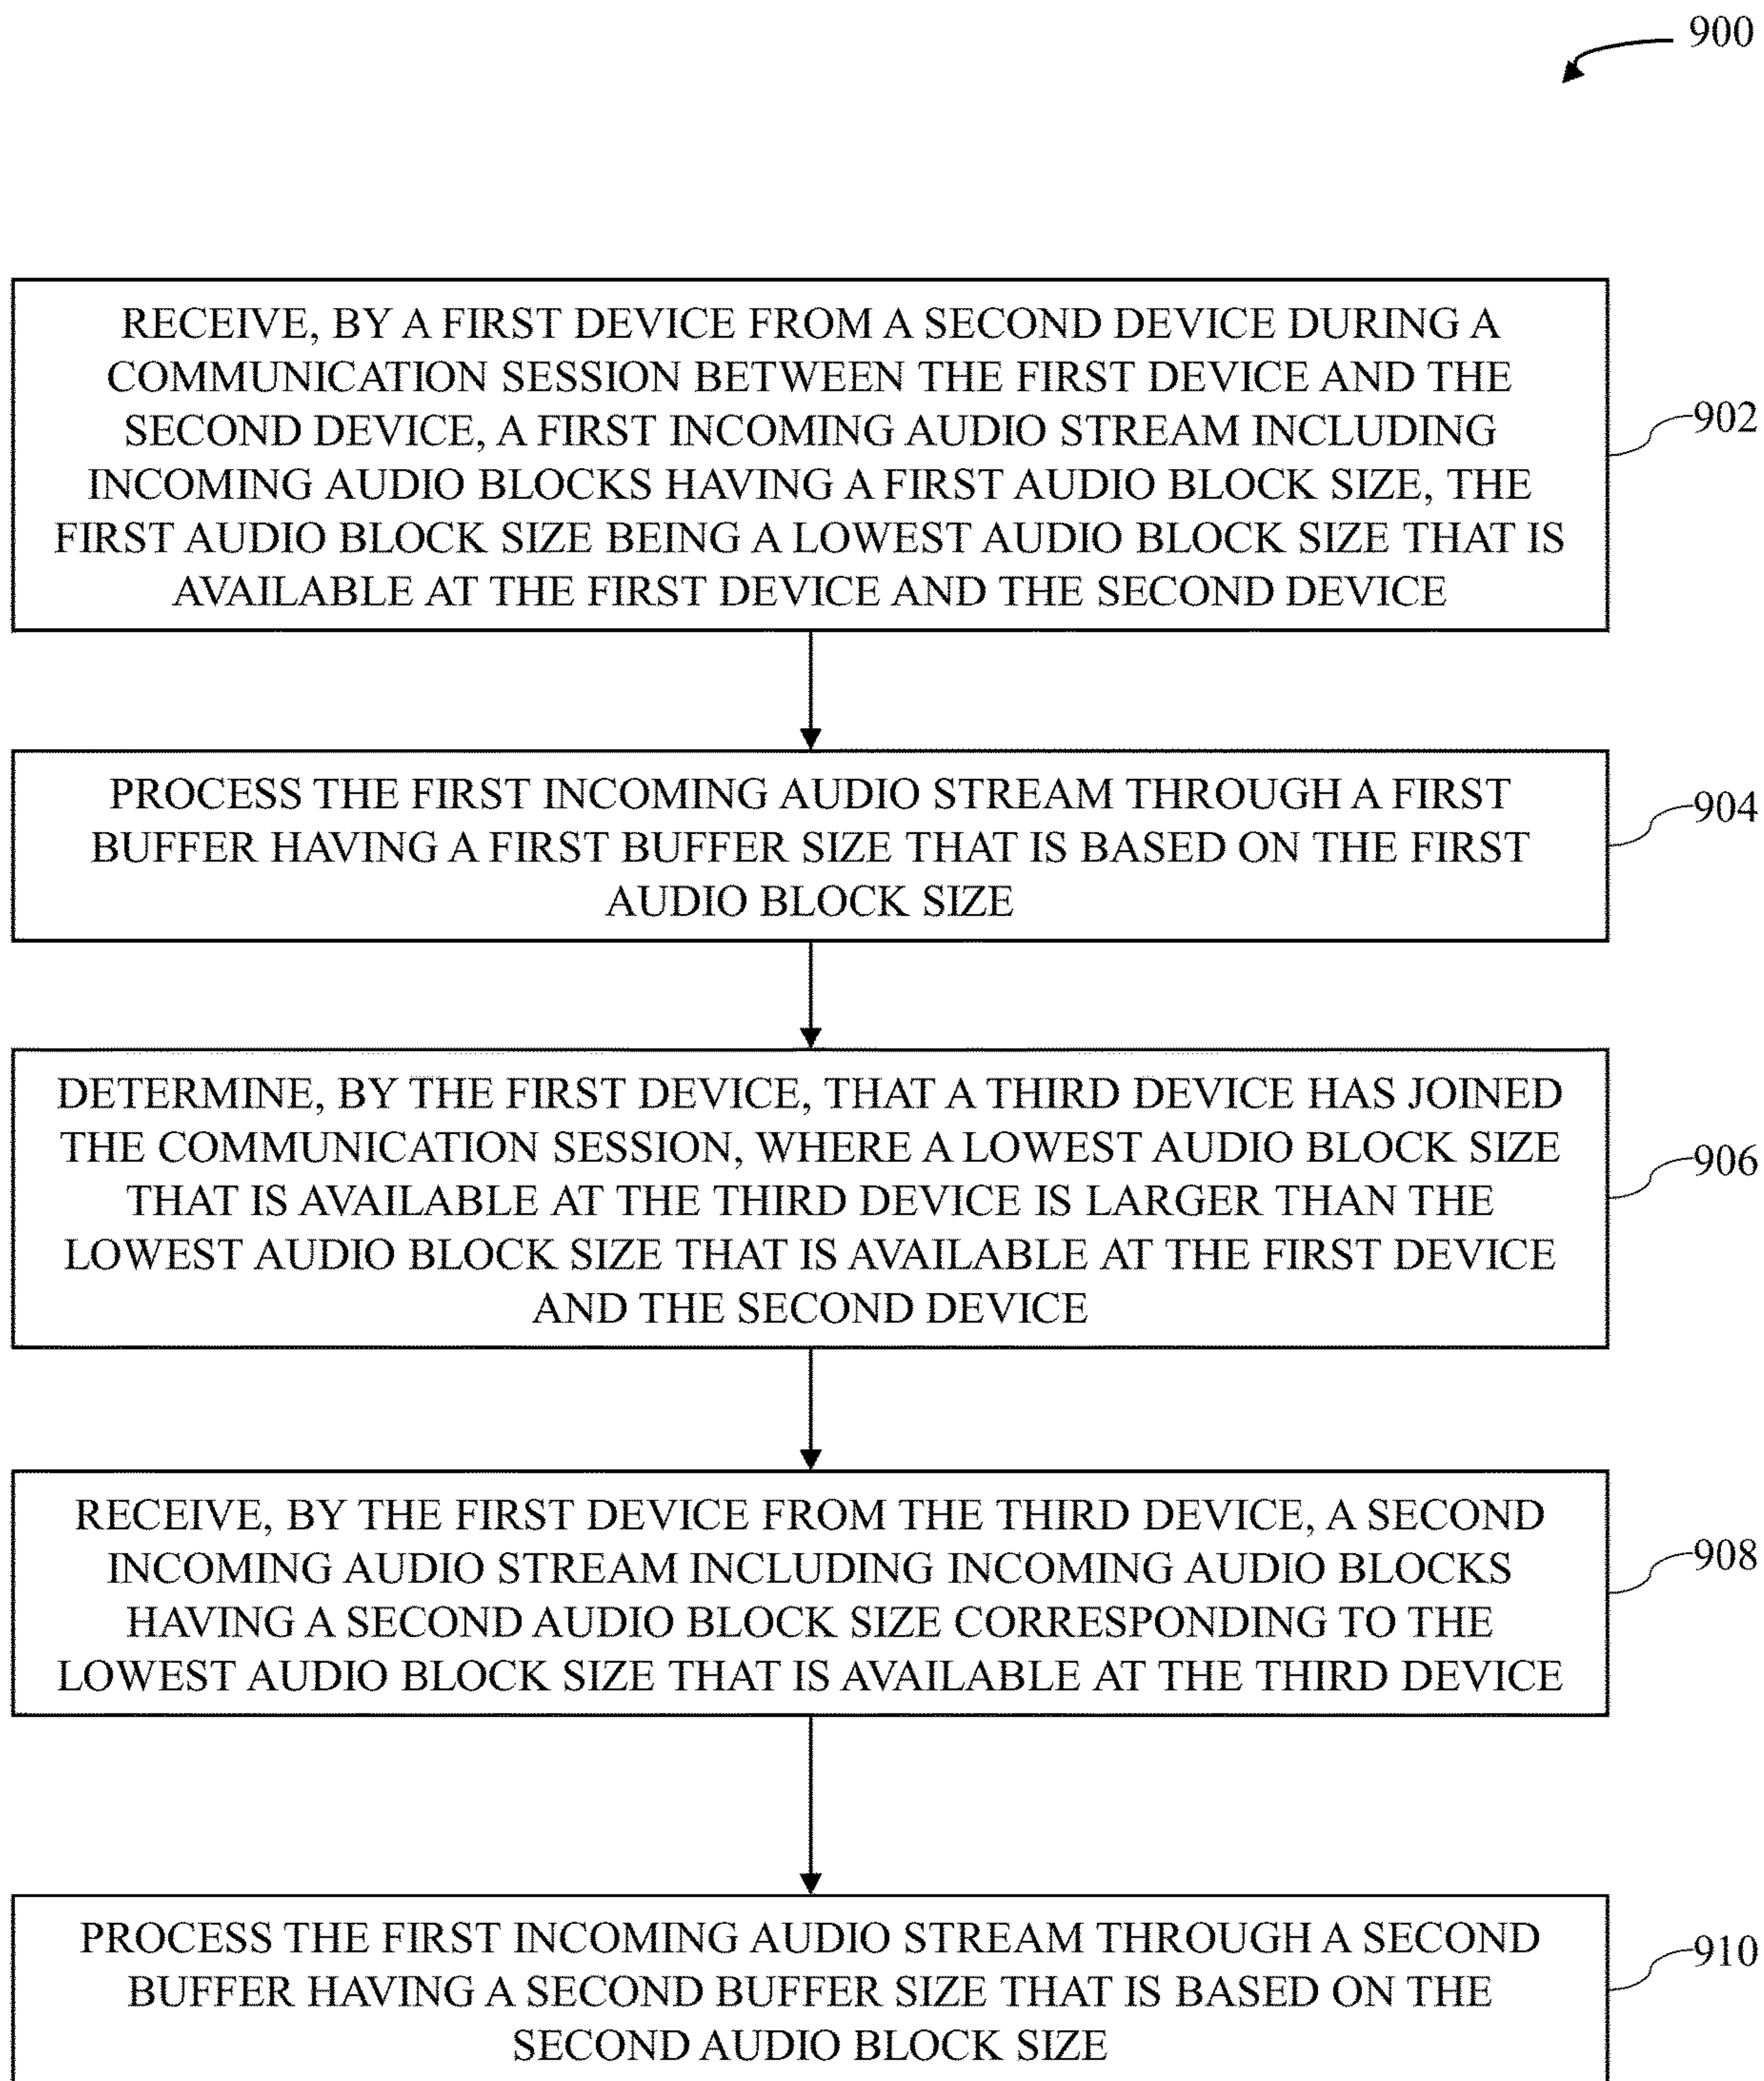 900
RECEIVE, BY A FIRST DEVICE FROM A SECOND DEVICE DURING A
COMMUNICATION SESSION BETWEEN THE FIRST DEVICE AND THE
SECOND DEVICE, A FIRST INCOMING AUDIO STREAM INCLUDING
INCOMING AUDIO BLOCKS HAVING A FIRST AUDIO BLOCK SIZE, THE
FIRST AUDIO BLOCK SIZE BEING A LOWEST AUDIO BLOCK SIZE THAT IS
AVAILABLE AT THE FIRST DEVICE AND THE SECOND DEVICE
902
PROCESS THE FIRST INCOMING AUDIO STREAM THROUGH A FIRST
BUFFER HAVING A FIRST BUFFER SIZE THAT IS BASED ON THE FIRST
AUDIO BLOCK SIZE
904
DETERMINE, BY THE FIRST DEVICE, THAT A THIRD DEVICE HAS JOINED
THE COMMUNICATION SESSION, WHERE A LOWEST AUDIO BLOCK SIZE
THAT IS AVAILABLE AT THE THIRD DEVICE IS LARGER THAN THE
LOWEST AUDIO BLOCK SIZE THAT IS AVAILABLE AT THE FIRST DEVICE
AND THE SECOND DEVICE
906
RECEIVE, BY THE FIRST DEVICE FROM THE THIRD DEVICE, A SECOND
INCOMING AUDIO STREAM INCLUDING INCOMING AUDIO BLOCKS
HAVING A SECOND AUDIO BLOCK SIZE CORRESPONDING TO THE
LOWEST AUDIO BLOCK SIZE THAT IS AVAILABLE AT THE THIRD DEVICE
908
PROCESS THE FIRST INCOMING AUDIO STREAM THROUGH A SECOND
BUFFER HAVING A SECOND BUFFER SIZE THAT IS BASED ON THE
SECOND AUDIO BLOCK SIZE
910